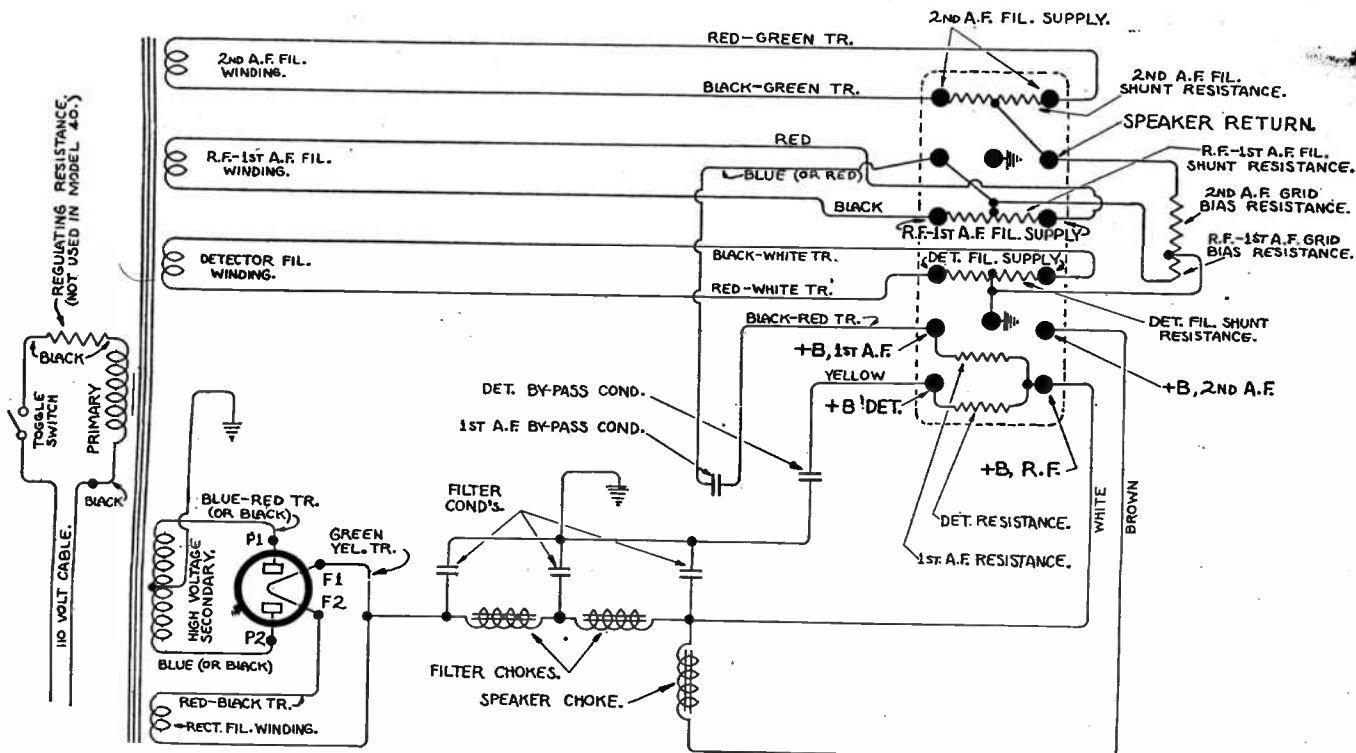 2ND A.F. FIL. SUPPLY.
RED-GREEN TR.
2ND A.F. FIL.
WINDING.
2ND A.F. FIL.
SHUNT RESISTANCE.
BLACK-GREEN TR.
SPEAKER RETURN.
RED
R.F.-1ST A.F. FIL.
WINDING.
R.F.-1ST A.F. FIL.
SHUNT RESISTANCE.
BLUE (OR RED)
2ND A.F. GRID
BIAS RESISTANCE.
BLACK
R.F.-1ST A.F. FIL. SUPPLY
R.F.-1ST A.F. GRID
BIAS RESISTANCE.
DETECTOR FIL.
WINDING.
BLACK-WHITE TR.
DET. FIL. SUPPLY.
RED-WHITE TR.
REGULATING RESISTANCE.
(NOT USED IN MODEL 40.)
BLACK
TOGGLE
SWITCH
PRIMARY
BLACK
110 VOLT CABLE.
BLACK-RED TR.
+B, 1ST A.F.
DET. FIL. SHUNT
RESISTANCE.
YELLOW
+B, 2ND A.F.
DET. BY-PASS COND.
+B DET.
1ST A.F. BY-PASS COND.
+B, R.F.
WHITE
BROWN
DET. RESISTANCE.
1ST A.F. RESISTANCE.
BLUE-RED TR.
(OR BLACK)
FILTER
COND'S.
GREEN
YEL. TR.
P1
F1
F2
P2
HIGH VOLTAGE
SECONDARY.
BLUE (OR BLACK)
FILTER CHOKES.
SPEAKER CHOKE.
RED-BLACK TR.
RECT. FIL. WINDING.